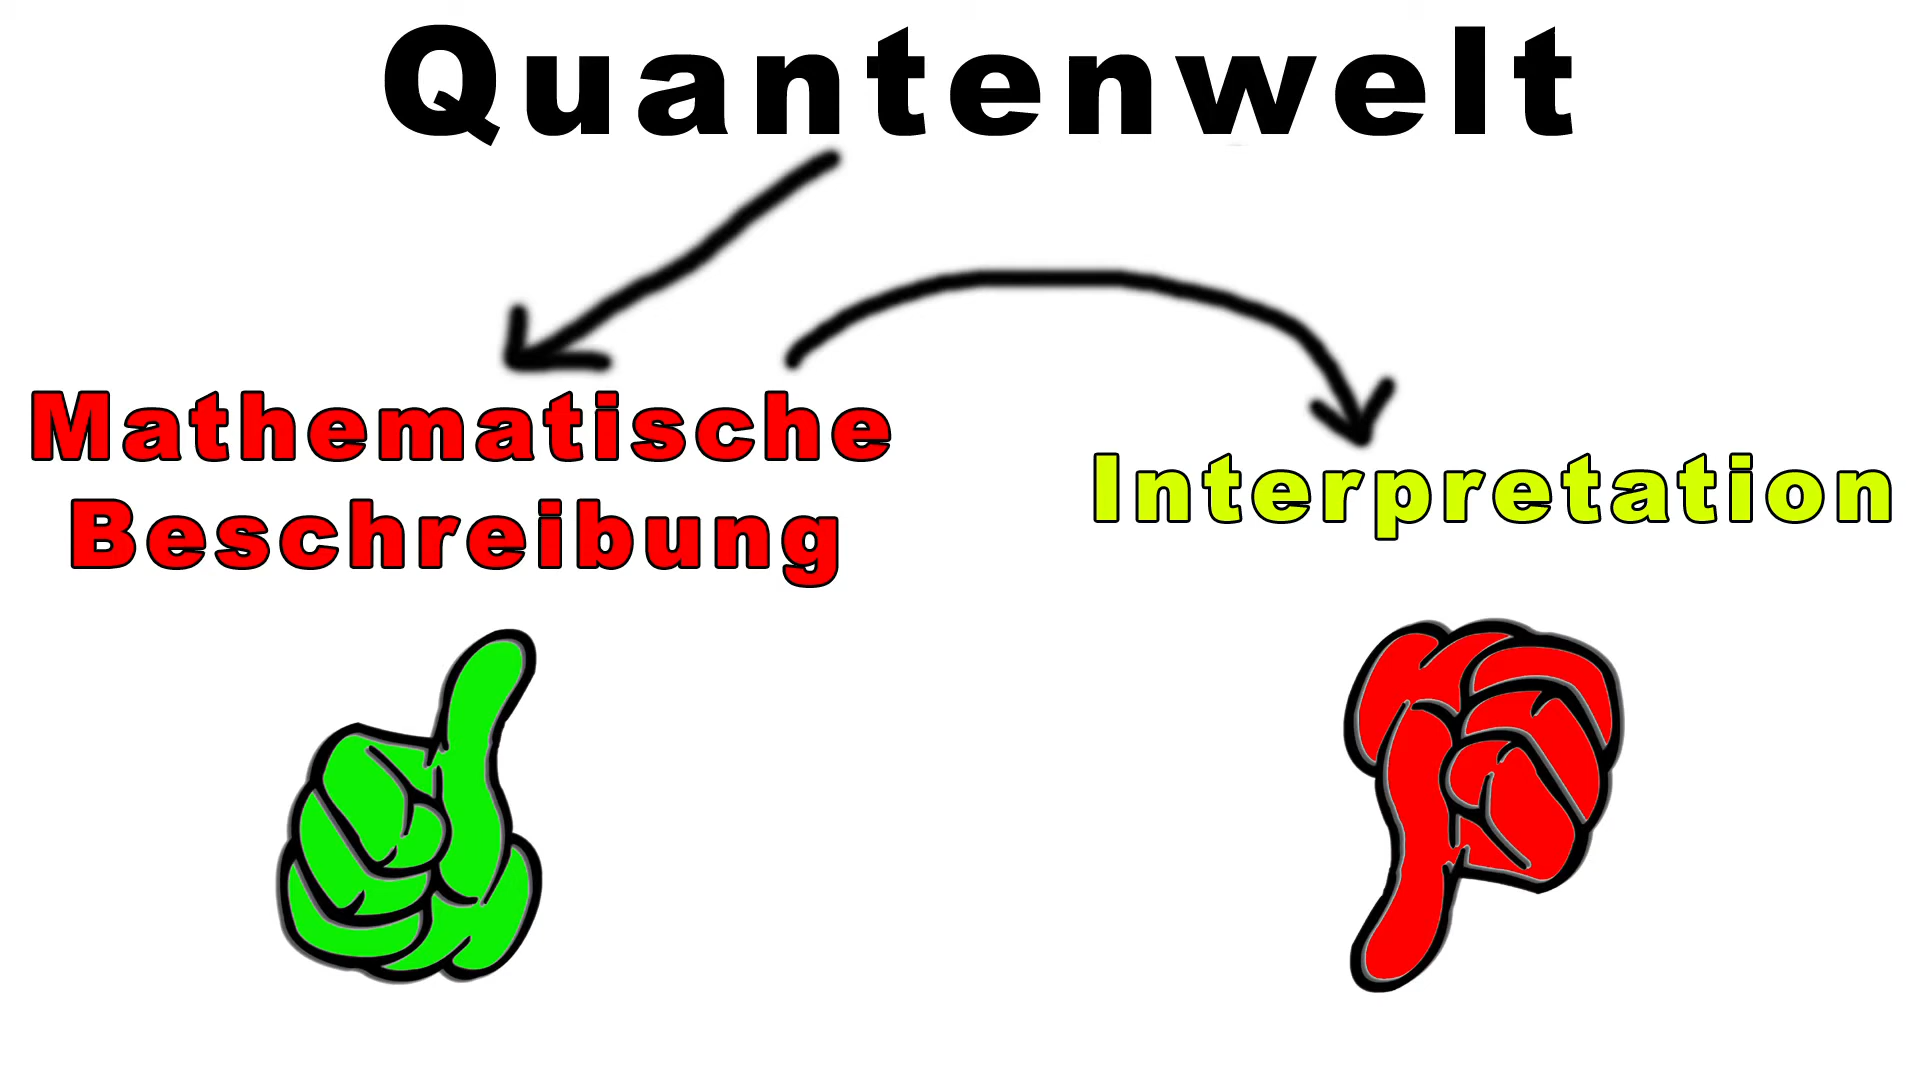 Quantenwelt
Mathematische
Beschreibung
Interpretation